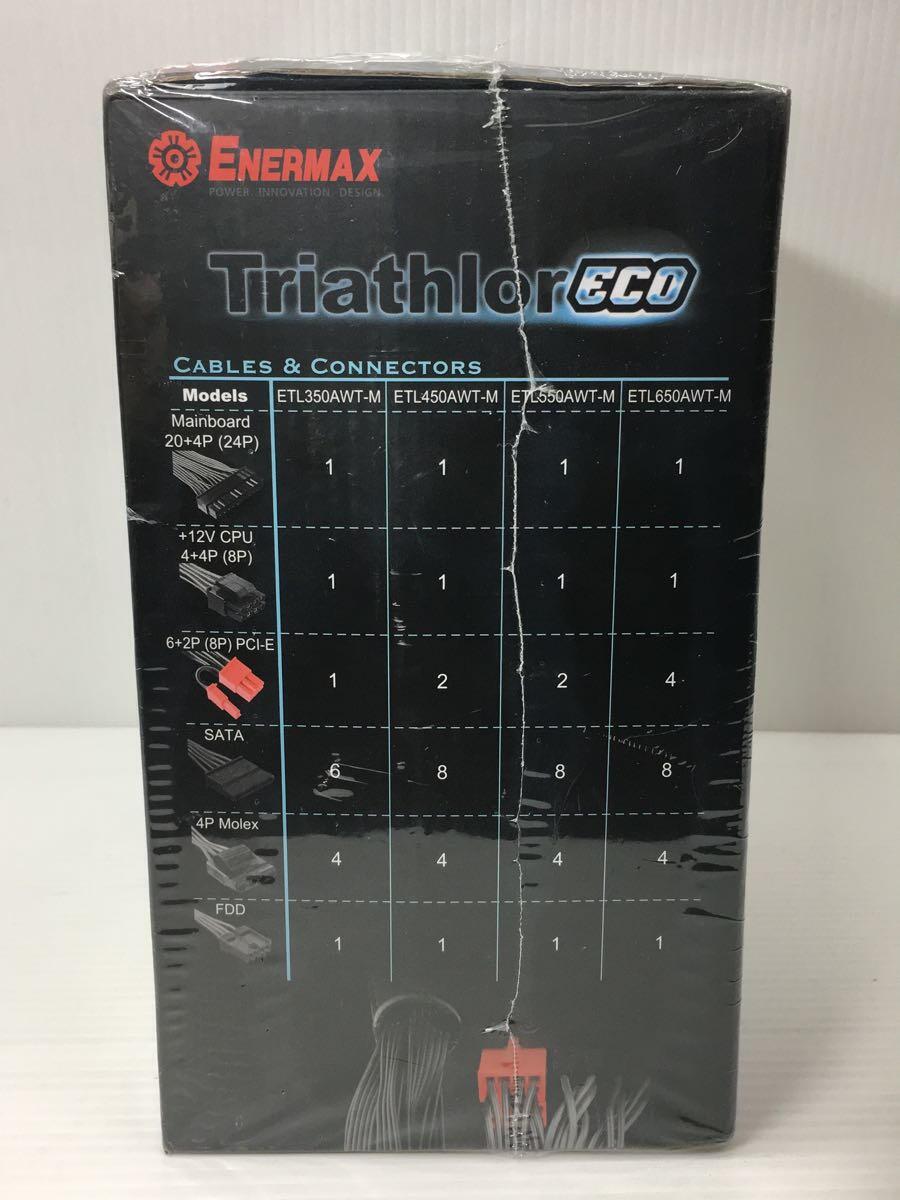 ENERMAX
POWER INNOVATION DESIGN
Triathlor ECO
CABLES & CONNECTORS
Models ETL350AWT-M ETL450AWT-M ETL550AWT-M ETL650AWT-M
Mainboard
20+4P (24P)
1 1 1 1
+12V CPU
4+4P (8P)
1 1 1 1
6+2P (8P) PCI-E
1 2 2 4
SATA
6 8 8 8
4P Molex
4 4 4 4
FDD
1 1 1 1